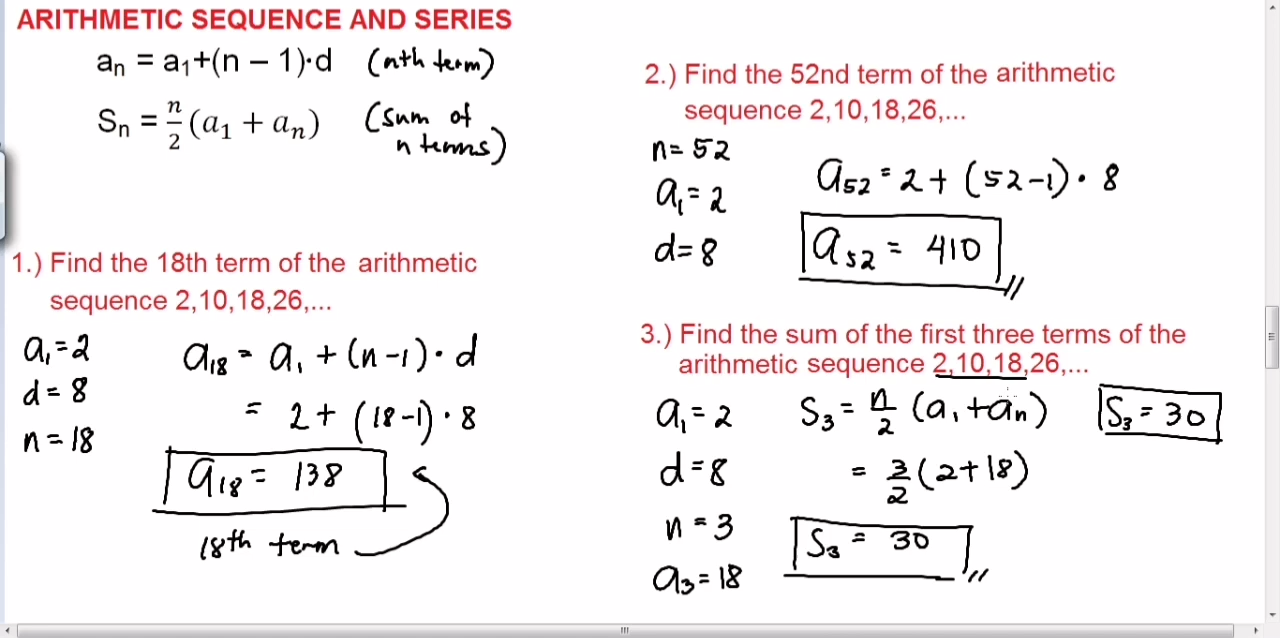 ARITHMETIC SEQUENCE AND SERIES
aₙ = a₁+(n – 1)·d (nth term)
Sₙ = n/2 (a₁ + aₙ) (sum of
n terms)
1.) Find the 18th term of the arithmetic
sequence 2,10,18,26,...
a₁=2
d=8
n=18
a₁₈ = a₁ + (n-1)·d
= 2+ (18-1)·8
a₁₈ = 138
18th term
2.) Find the 52nd term of the arithmetic
sequence 2,10,18,26,...
n=52
a₁=2
d=8
a₅₂ = 2+ (52-1)·8
a₅₂ = 410
3.) Find the sum of the first three terms of the
arithmetic sequence 2,10,18,26,...
a₁=2
d=8
n=3
a₃=18
S₃ = n/2 (a₁+aₙ)
= 3/2 (2+18)
S₃ = 30
S₃ = 30